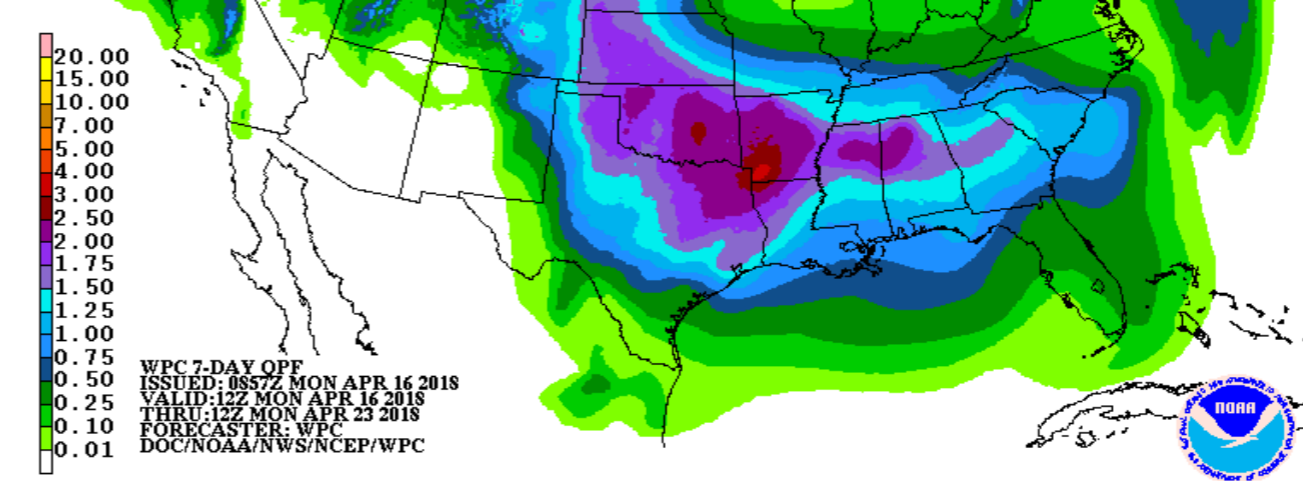 20.00
15.00
10.00
7.00
5.00
4.00
3.00
2.50
2.00
1.75
1.50
1.25
1.00
0.75
0.50
0.25
0.10
0.01
WPC 7-DAY QPF
ISSUED: 0857Z MON APR 16 2018
VALID:12Z MON APR 16 2018
THRU:12Z MON APR 23 2018
FORECASTER: WPC
DOC/NOAA/NWS/NCEP/WPC
NOAA